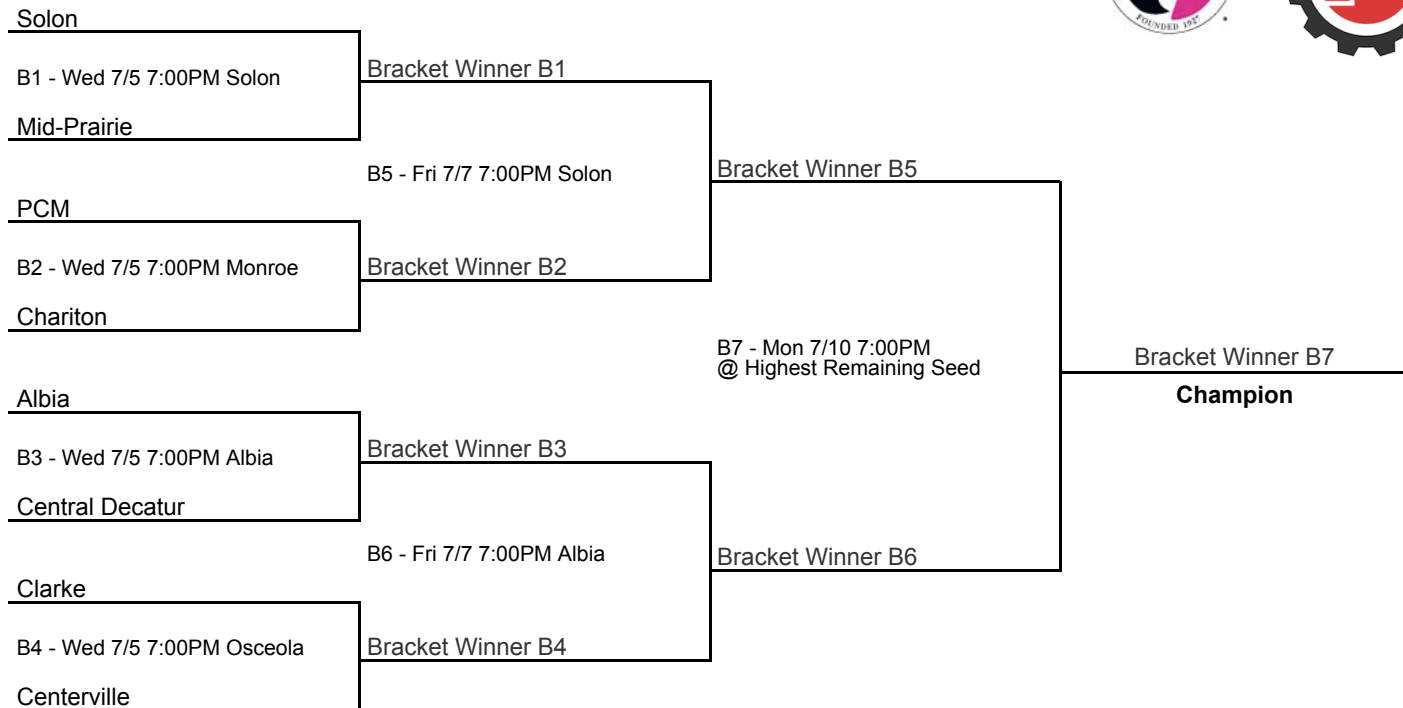 FOUNDED 1927
Solon
B1 - Wed 7/5 7:00PM Solon
Bracket Winner B1
Mid-Prairie
B5 - Fri 7/7 7:00PM Solon
Bracket Winner B5
PCM
B2 - Wed 7/5 7:00PM Monroe
Bracket Winner B2
Chariton
B7 - Mon 7/10 7:00PM
@ Highest Remaining Seed
Bracket Winner B7
Champion
Albia
B3 - Wed 7/5 7:00PM Albia
Bracket Winner B3
Central Decatur
B6 - Fri 7/7 7:00PM Albia
Bracket Winner B6
Clarke
B4 - Wed 7/5 7:00PM Osceola
Bracket Winner B4
Centerville